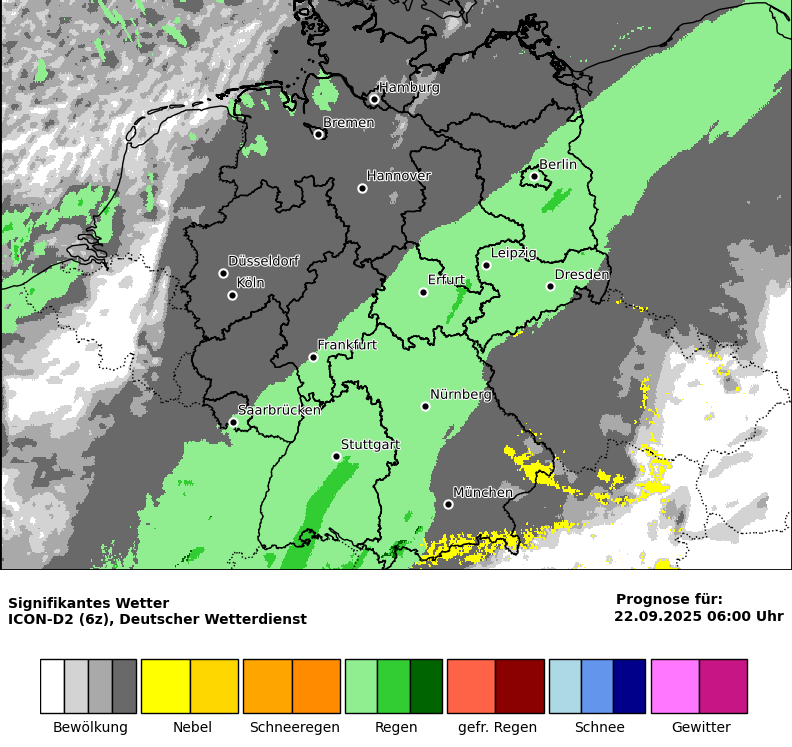 Hamburg
Bremen
Berlin
Hannover
Leipzig
Düsseldorf
Dresden
Köln
Erfurt
Frankfurt
Nürnberg
Saarbrücken
Stuttgart
München
Signifikantes Wetter
ICON-D2 (6z), Deutscher Wetterdienst
Prognose für:
22.09.2025 06:00 Uhr
Bewölkung Nebel Schneeregen Regen gefr. Regen Schnee Gewitter